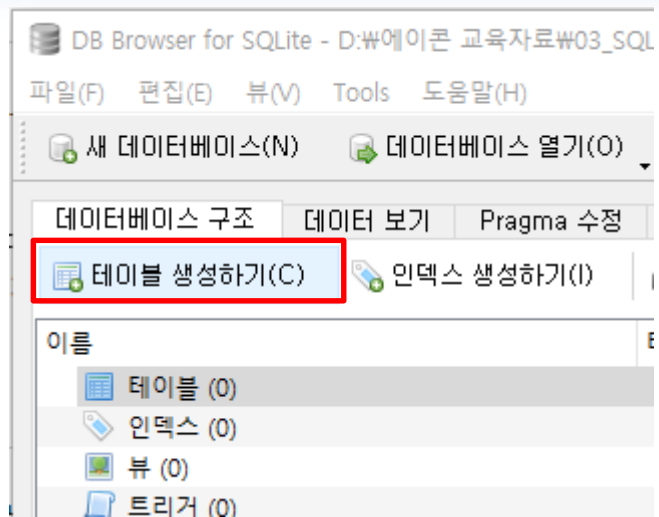 DB Browser for SQLite - D:₩에이콘 교육자료₩03_SQL
파일(F) 편집(E) 뷰(V) Tools 도움말(H)
새 데이터베이스(N) 데이터베이스 열기(O)
데이터베이스 구조 데이터 보기 Pragma 수정
테이블 생성하기(C) 인덱스 생성하기(I)
이름
테이블 (0)
인덱스 (0)
뷰 (0)
트리거 (0)